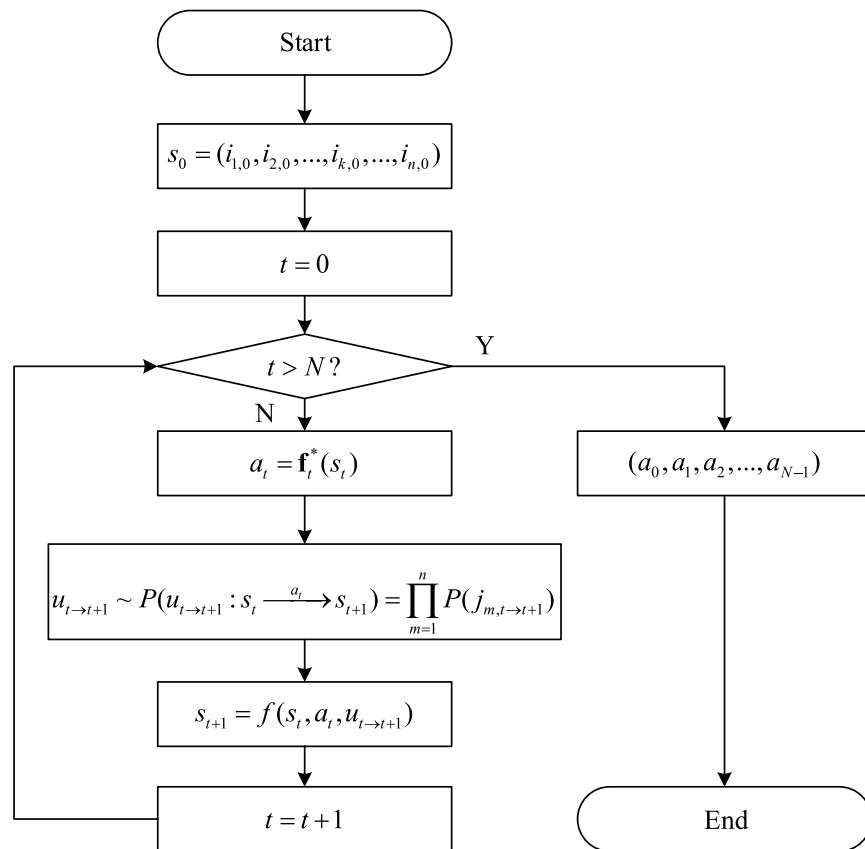 Start
s_0 = (i_{1,0}, i_{2,0}, ..., i_{k,0}, ..., i_{n,0})
t = 0
t > N?
Y
N
a_t = f_t^*(s_t)
(a_0, a_1, a_2, ..., a_{N-1})
u_{t→t+1} ~ P(u_{t→t+1} : s_t \xrightarrow{a_t} s_{t+1}) = \prod_{m=1}^{n} P(j_{m,t→t+1})
s_{t+1} = f(s_t, a_t, u_{t→t+1})
t = t+1
End